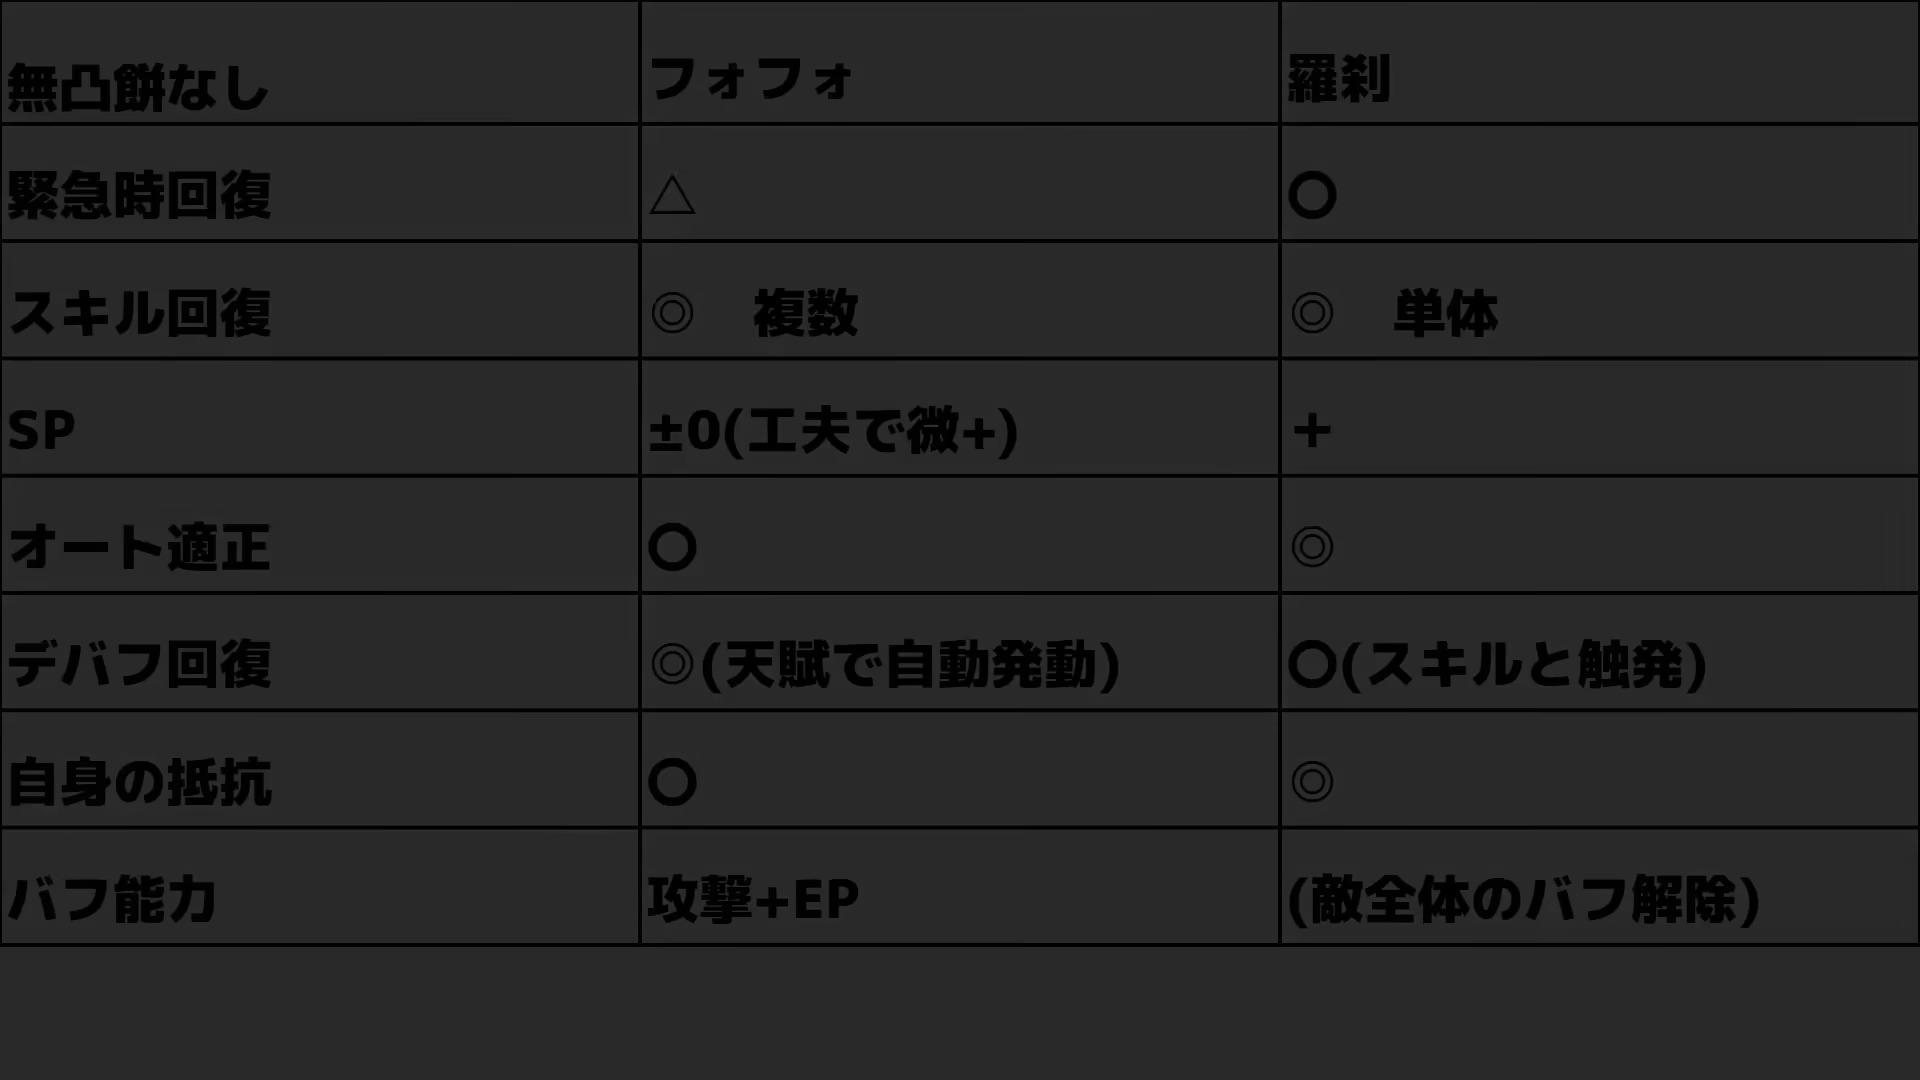 無凸餅なし フォフォ 羅刹
緊急時回復 △ 〇
スキル回復 ◎　複数 ◎　単体
SP ±0(工夫で微+) ＋
オート適正 〇 ◎
デバフ回復 ◎(天賦で自動発動) 〇(スキルと触発)
自身の抵抗 〇 ◎
バフ能力 攻撃+EP (敵全体のバフ解除)